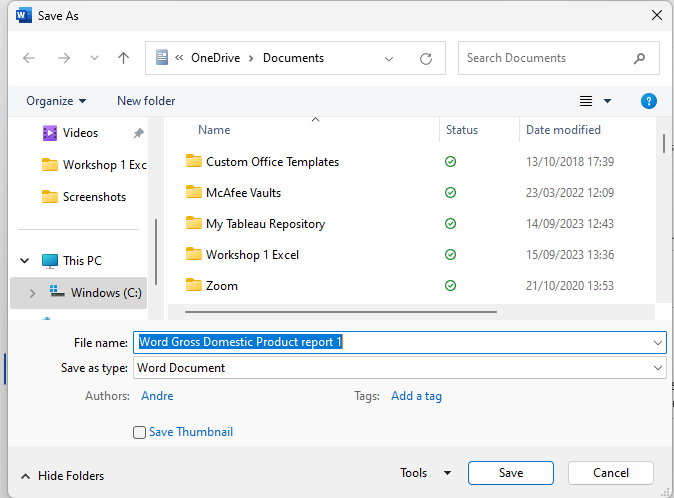 Save As
OneDrive Documents
Search Documents
Organize New folder
Name Status Date modified
Videos
Workshop 1 Exc
Screenshots
This PC
Windows (C:)
Custom Office Templates 13/10/2018 17:39
McAfee Vaults 23/03/2022 12:09
My Tableau Repository 14/09/2023 12:43
Workshop 1 Excel 15/09/2023 13:36
Zoom 21/10/2020 13:53
File name: Word Gross Domestic Product report 1
Save as type: Word Document
Authors: Andre Tags: Add a tag
Save Thumbnail
Hide Folders Tools Save Cancel